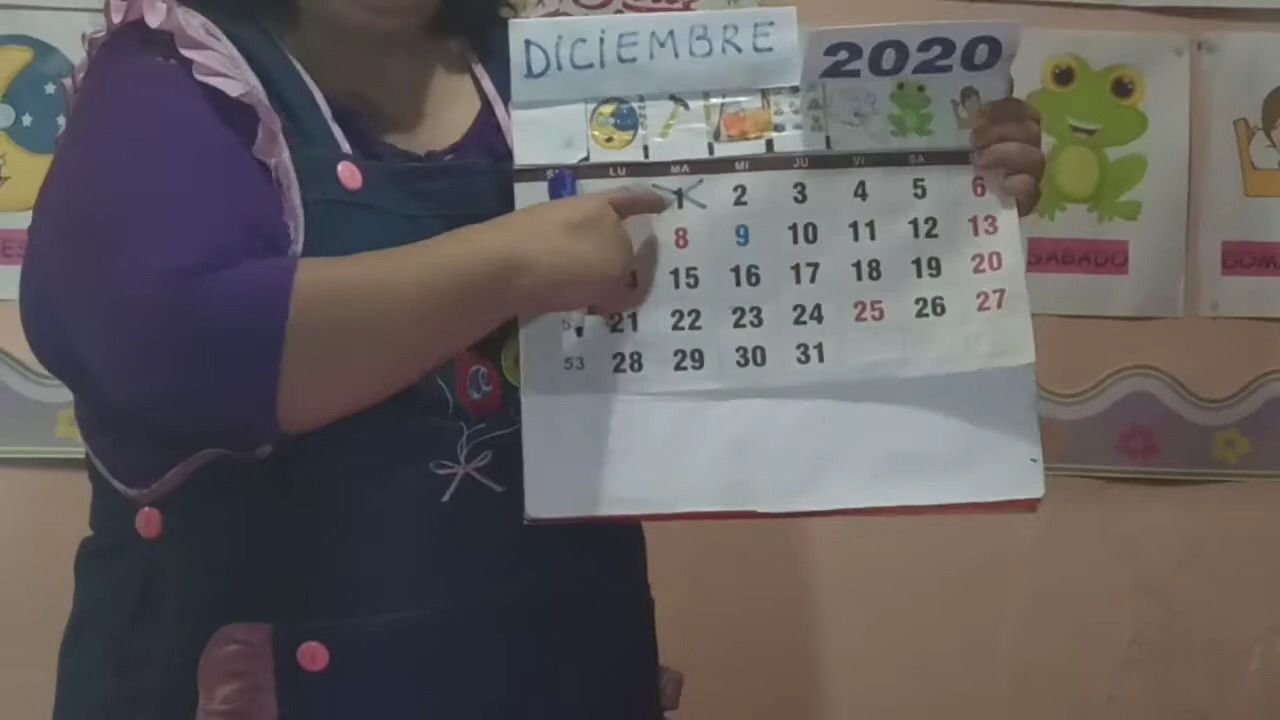 DICIEMBRE
2020
LU MA MI JU VI SA
1 2 3 4 5 6
8 9 10 11 12 13
15 16 17 18 19 20
21 22 23 24 25 26 27
53 28 29 30 31
SABADO